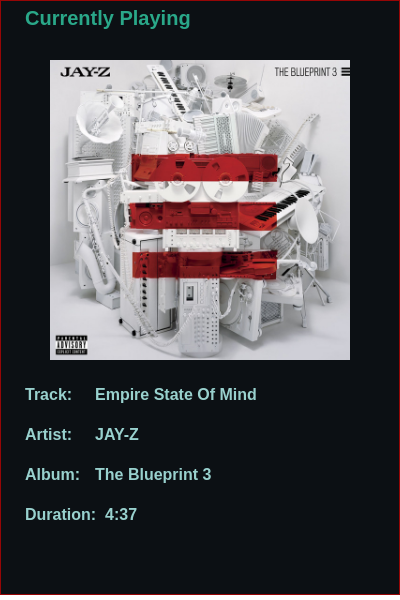 Currently Playing
JAY-Z THE BLUEPRINT 3
PARENTAL
ADVISORY
EXPLICIT CONTENT
Track: Empire State Of Mind
Artist: JAY-Z
Album: The Blueprint 3
Duration: 4:37